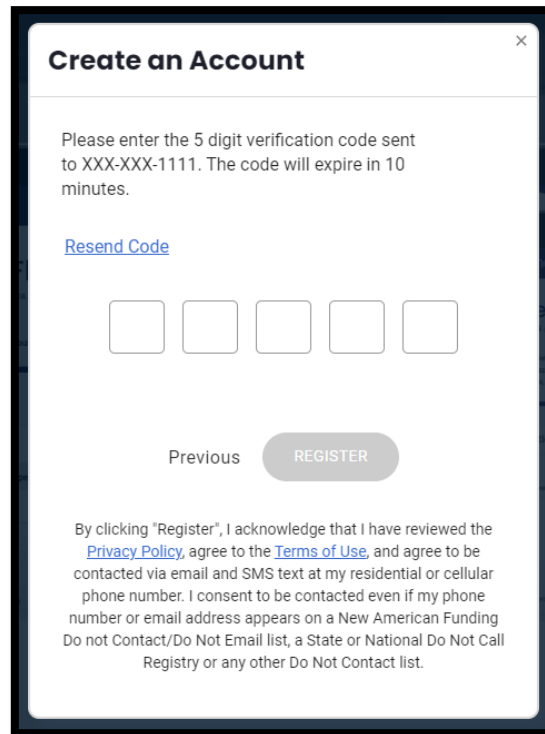 Create an Account
×
Please enter the 5 digit verification code sent
to XXX-XXX-1111. The code will expire in 10
minutes.
Resend Code
Previous
REGISTER
By clicking "Register", I acknowledge that I have reviewed the
Privacy Policy, agree to the Terms of Use, and agree to be
contacted via email and SMS text at my residential or cellular
phone number. I consent to be contacted even if my phone
number or email address appears on a New American Funding
Do not Contact/Do Not Email list, a State or National Do Not Call
Registry or any other Do Not Contact list.